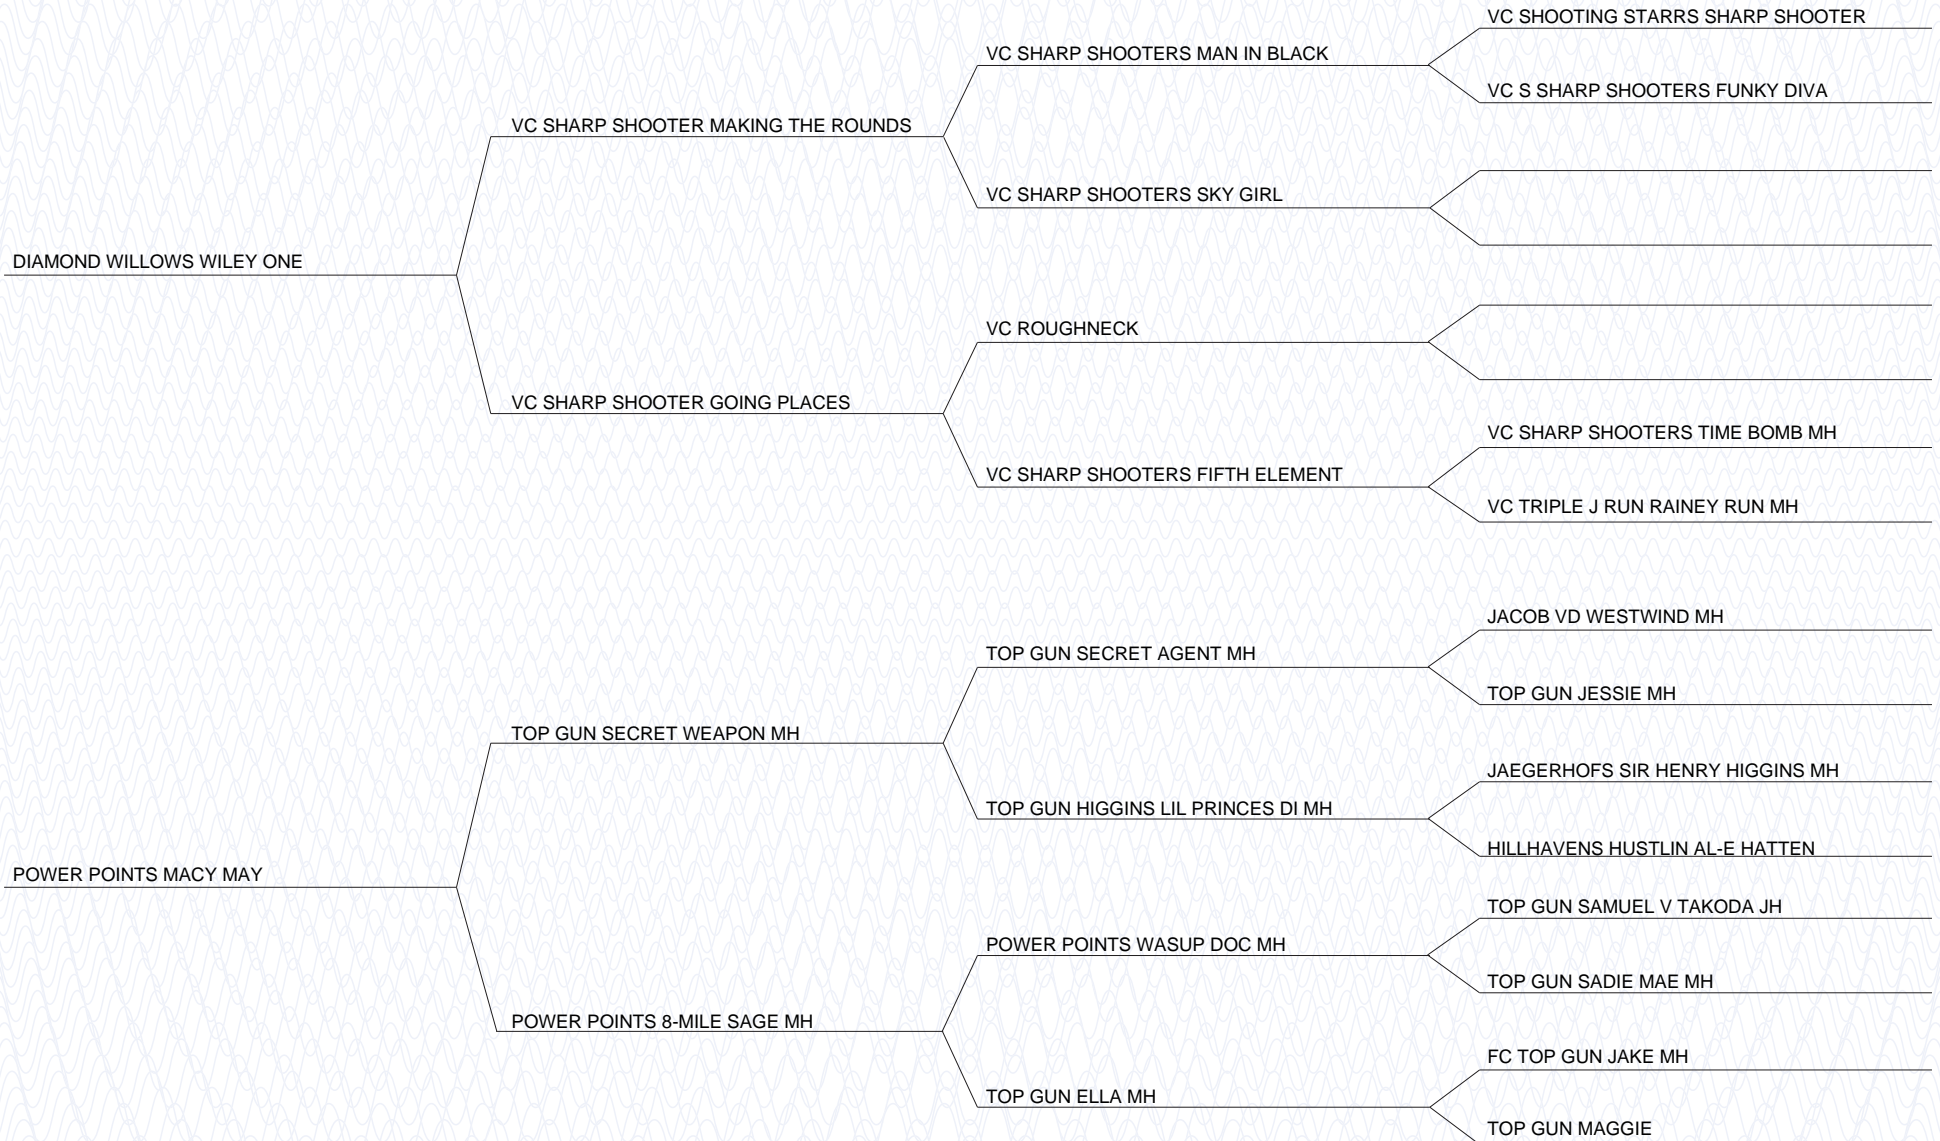 VC SHOOTING STARRS SHARP SHOOTER
VC SHARP SHOOTERS MAN IN BLACK
VC S SHARP SHOOTERS FUNKY DIVA
VC SHARP SHOOTER MAKING THE ROUNDS
VC SHARP SHOOTERS SKY GIRL
DIAMOND WILLOWS WILEY ONE
VC ROUGHNECK
VC SHARP SHOOTER GOING PLACES
VC SHARP SHOOTERS TIME BOMB MH
VC SHARP SHOOTERS FIFTH ELEMENT
VC TRIPLE J RUN RAINEY RUN MH
JACOB VD WESTWIND MH
TOP GUN SECRET AGENT MH
TOP GUN JESSIE MH
TOP GUN SECRET WEAPON MH
JAEGERHOFS SIR HENRY HIGGINS MH
TOP GUN HIGGINS LIL PRINCES DI MH
HILLHAVENS HUSTLIN AL-E HATTEN
POWER POINTS MACY MAY
TOP GUN SAMUEL V TAKODA JH
POWER POINTS WASUP DOC MH
TOP GUN SADIE MAE MH
POWER POINTS 8-MILE SAGE MH
FC TOP GUN JAKE MH
TOP GUN ELLA MH
TOP GUN MAGGIE